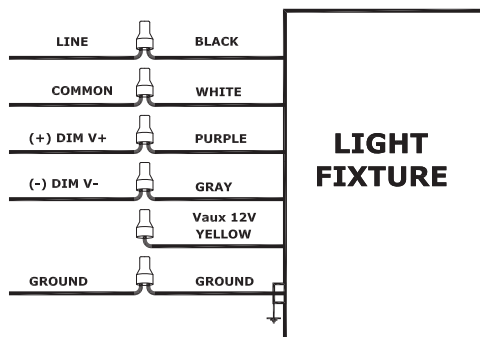 LINE BLACK
COMMON WHITE
(+) DIM V+ PURPLE
(-) DIM V- GRAY
Vaux 12V
YELLOW
GROUND GROUND
LIGHT
FIXTURE